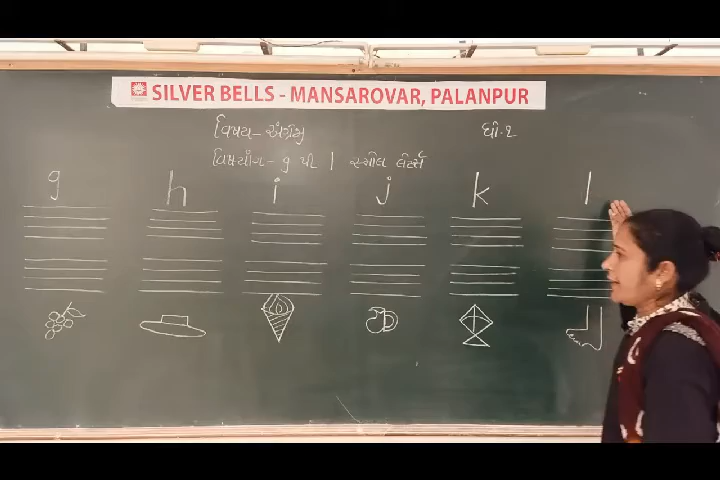 SILVER BELLS - MANSAROVAR, PALANPUR
વિષય - અંગ્રેજી ધો.૨
વિષયાંગ - g થી l સ્મોલ લેટર્સ
g h i j k l